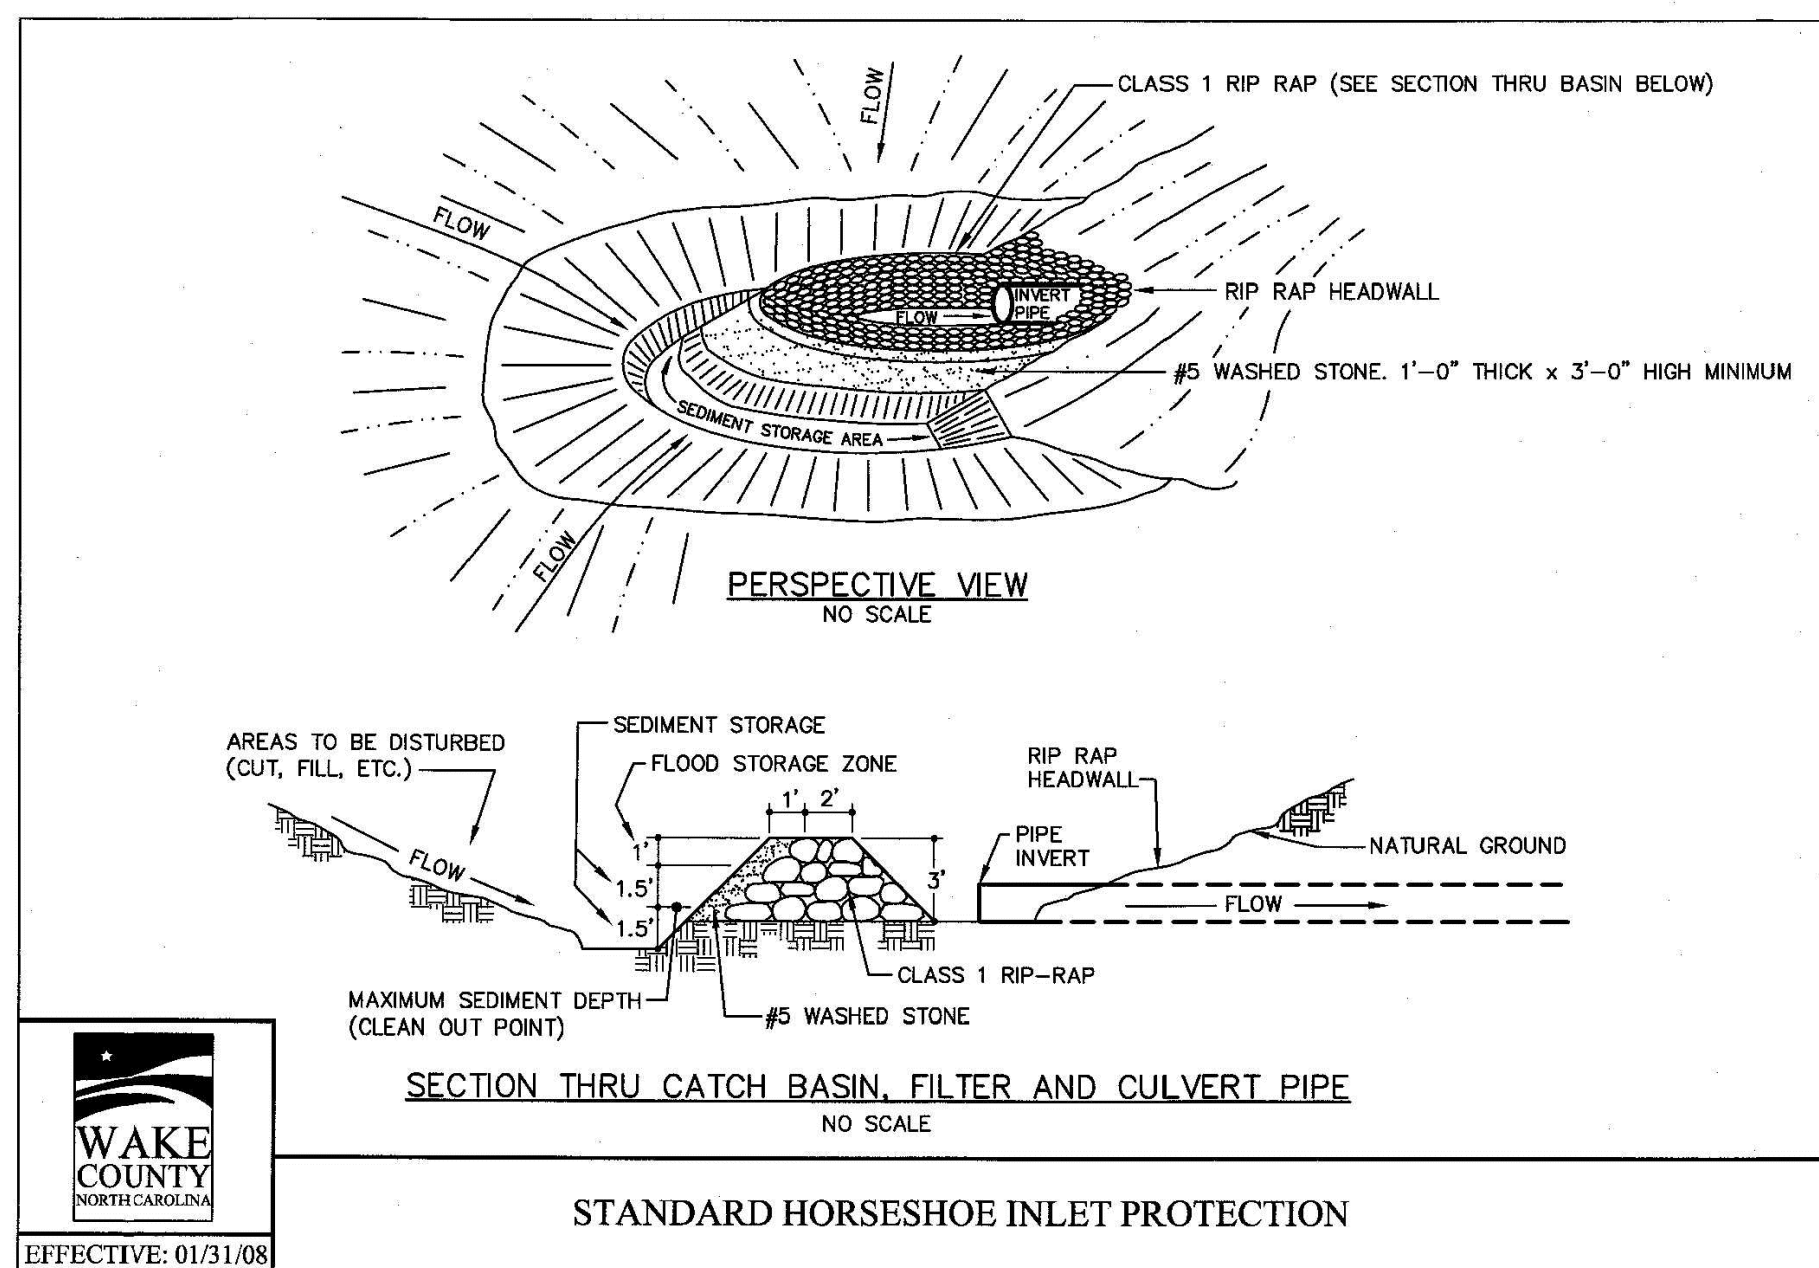 CLASS 1 RIP RAP (SEE SECTION THRU BASIN BELOW)
FLOW
FLOW
RIP RAP HEADWALL
INVERT
PIPE
FLOW
#5 WASHED STONE. 1'-0" THICK x 3'-0" HIGH MINIMUM
SEDIMENT STORAGE AREA
FLOW
PERSPECTIVE VIEW
NO SCALE
SEDIMENT STORAGE
AREAS TO BE DISTURBED
(CUT, FILL, ETC.)
FLOOD STORAGE ZONE
RIP RAP
HEADWALL
1' 2'
PIPE
INVERT
NATURAL GROUND
FLOW
1'
1.5'
1.5'
3'
FLOW
CLASS 1 RIP-RAP
MAXIMUM SEDIMENT DEPTH
(CLEAN OUT POINT)
#5 WASHED STONE
SECTION THRU CATCH BASIN, FILTER AND CULVERT PIPE
NO SCALE
WAKE
COUNTY
NORTH CAROLINA
STANDARD HORSESHOE INLET PROTECTION
EFFECTIVE: 01/31/08